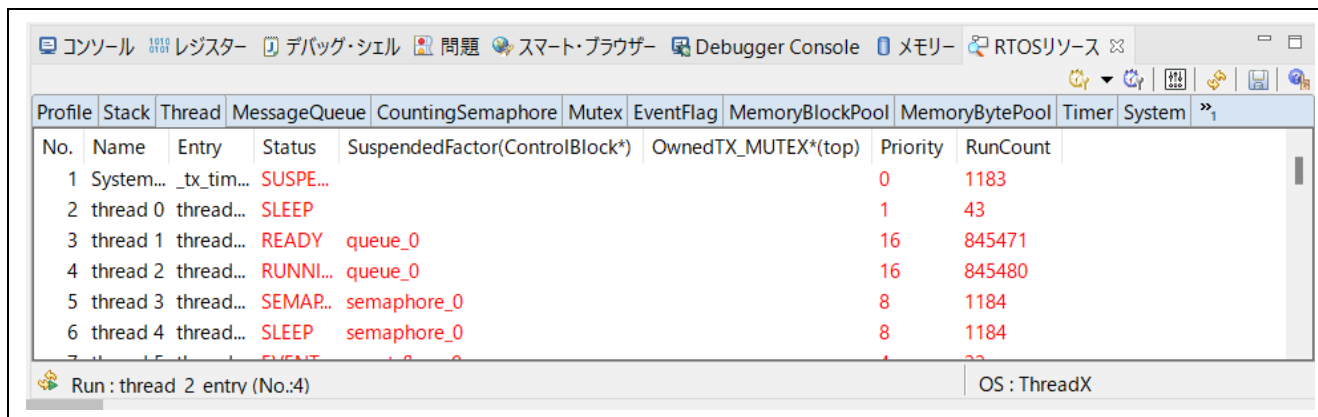 コンソール レジスター デバッグ・シェル 問題 スマート・ブラウザー Debugger Console メモリー RTOSリソース
Profile Stack Thread MessageQueue CountingSemaphore Mutex EventFlag MemoryBlockPool MemoryBytePool Timer System »1
No. Name Entry Status SuspendedFactor(ControlBlock*) OwnedTX_MUTEX*(top) Priority RunCount
1 System... _tx_tim... SUSPE... 0 1183
2 thread 0 thread... SLEEP 1 43
3 thread 1 thread... READY queue_0 16 845471
4 thread 2 thread... RUNNI... queue_0 16 845480
5 thread 3 thread... SEMAP... semaphore_0 8 1184
6 thread 4 thread... SLEEP semaphore_0 8 1184
Run : thread_2_entry (No.:4) OS : ThreadX